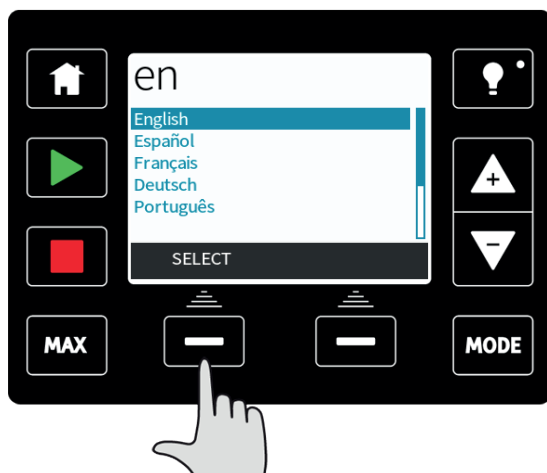 en
English
Español
Français
Deutsch
Português
SELECT
+
-
MAX
MODE